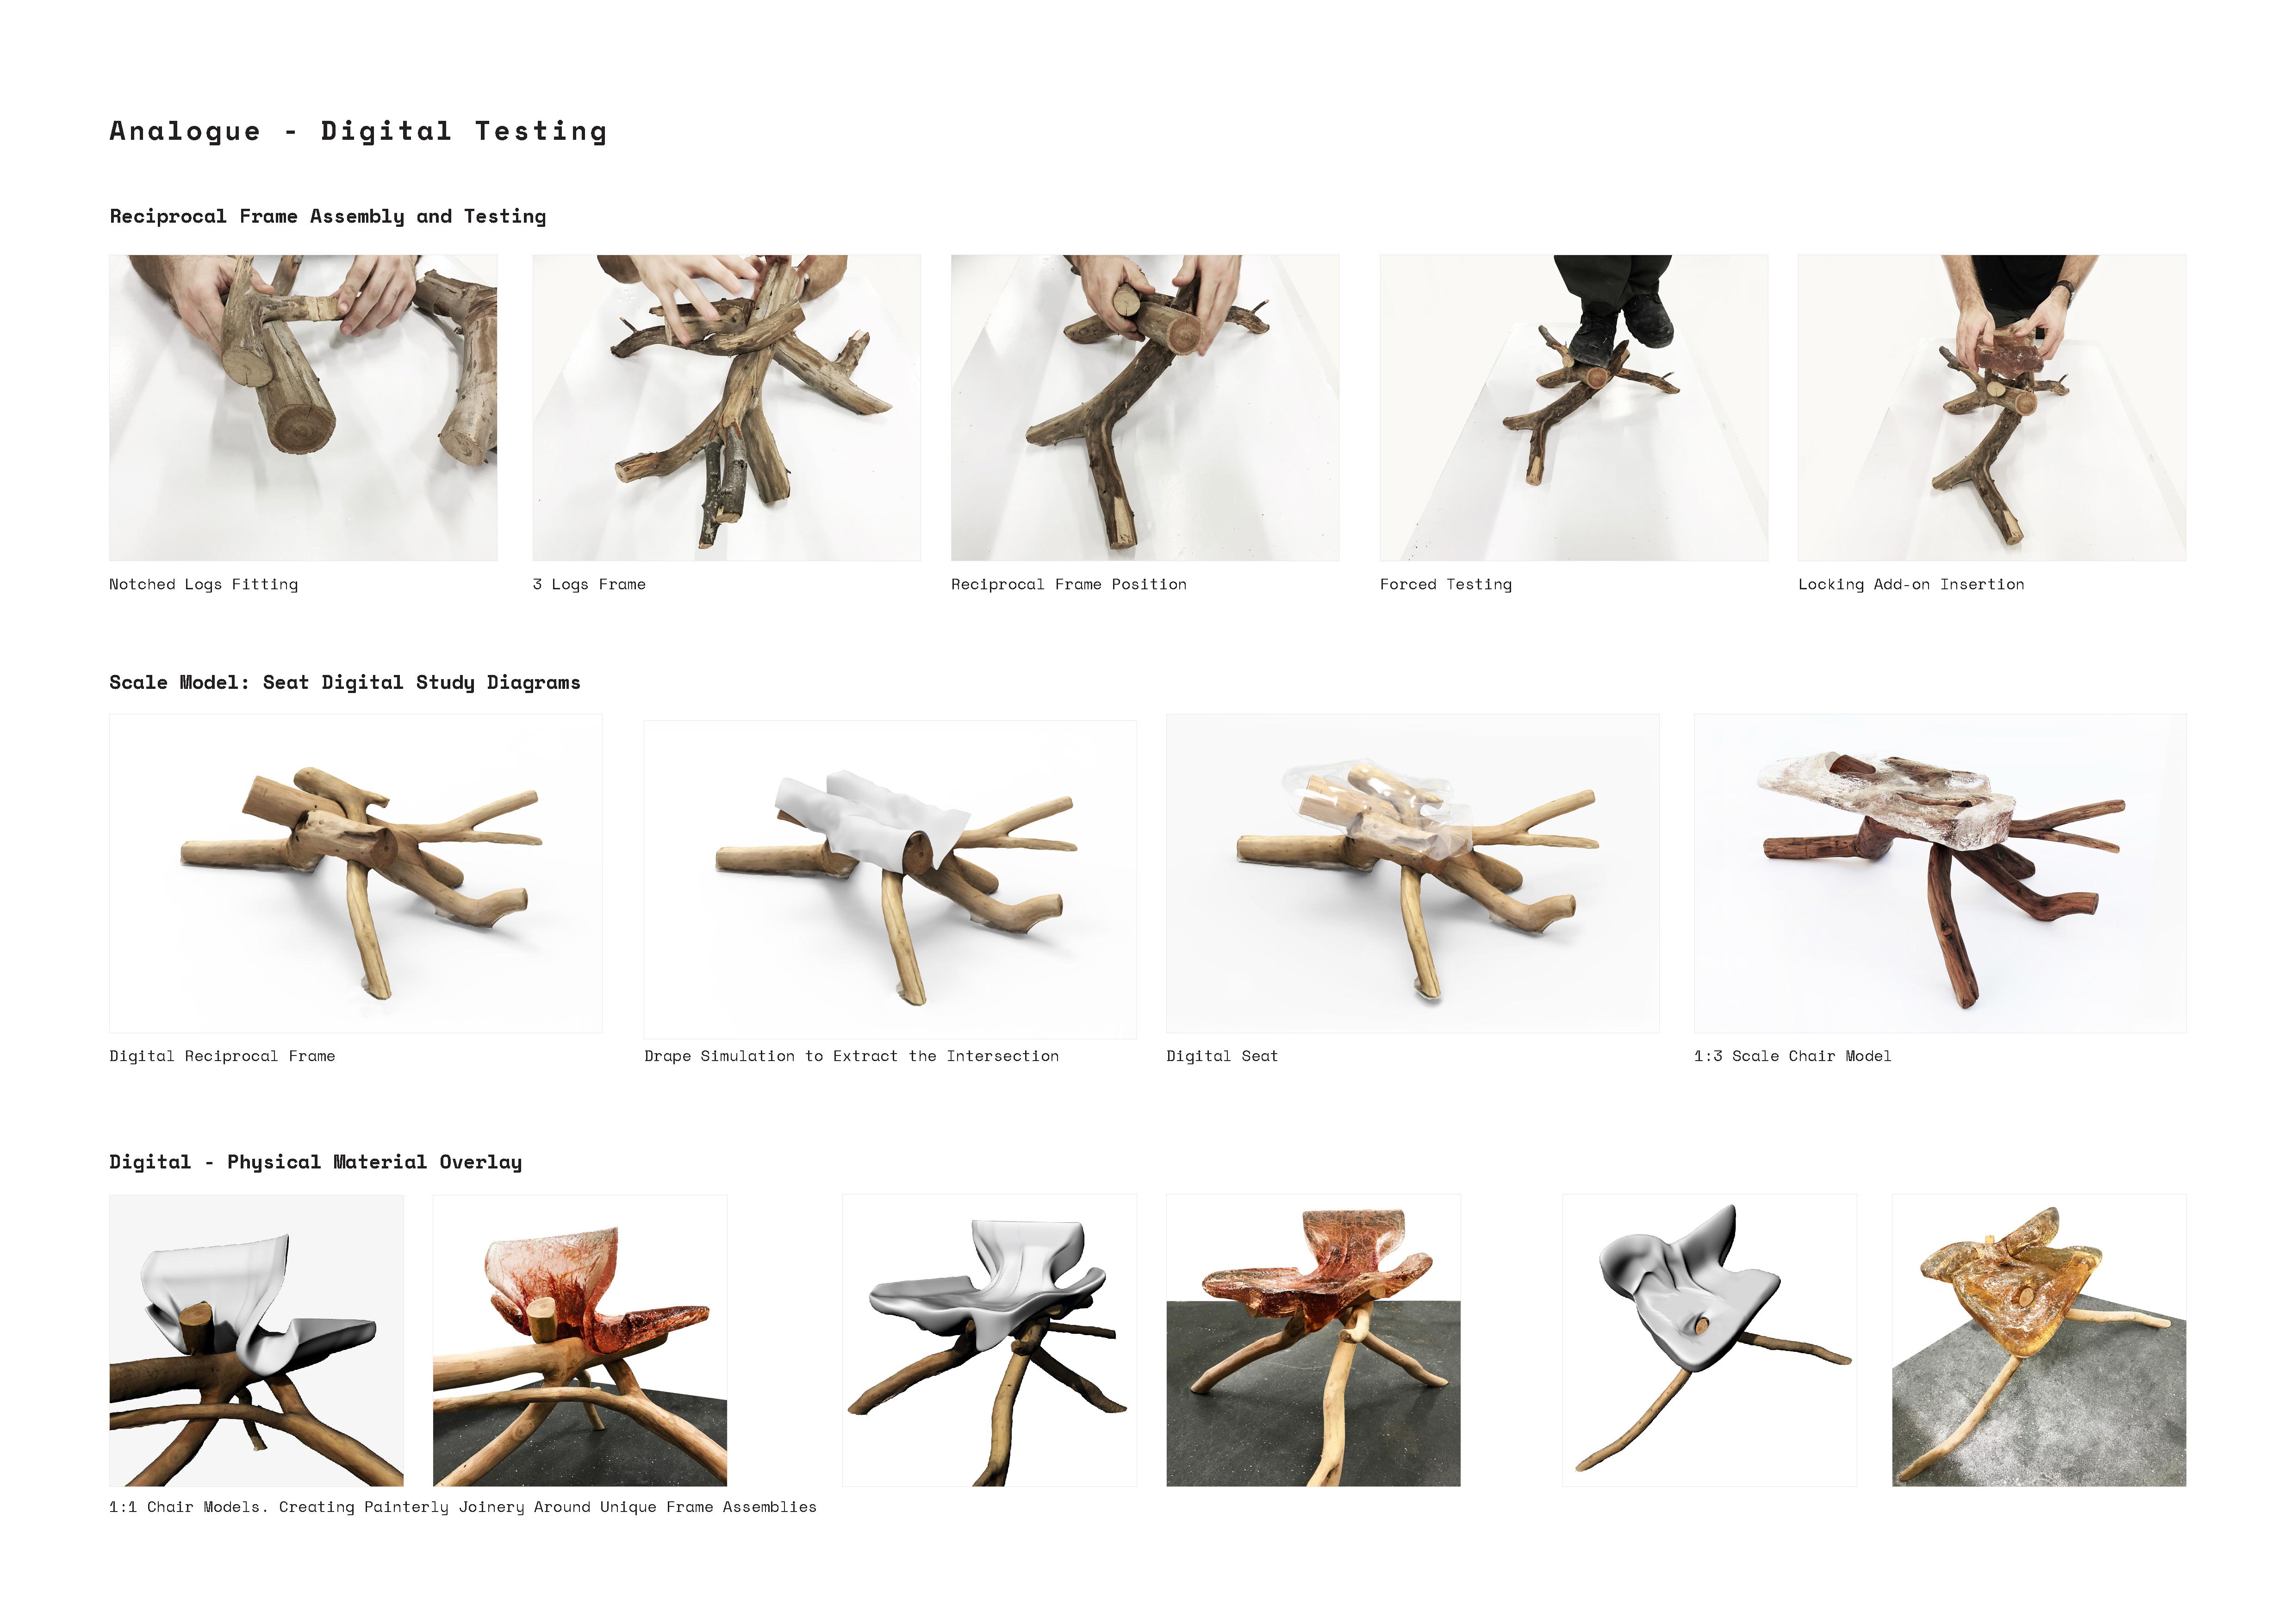 Analogue - Digital Testing
Reciprocal Frame Assembly and Testing
Notched Logs Fitting
3 Logs Frame
Reciprocal Frame Position
Forced Testing
Locking Add-on Insertion
Scale Model: Seat Digital Study Diagrams
Digital Reciprocal Frame
Drape Simulation to Extract the Intersection
Digital Seat
1:3 Scale Chair Model
Digital - Physical Material Overlay
1:1 Chair Models. Creating Painterly Joinery Around Unique Frame Assemblies